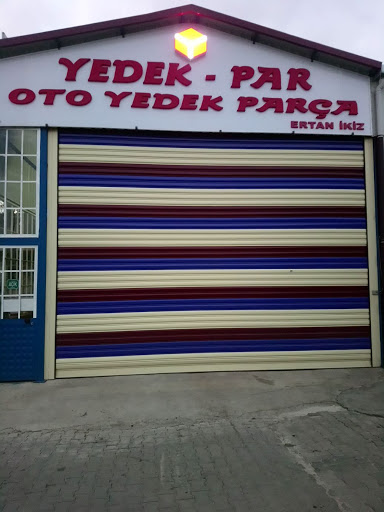 YEDEK - PAR
OTO YEDEK PARÇA
ERTAN İKİZ